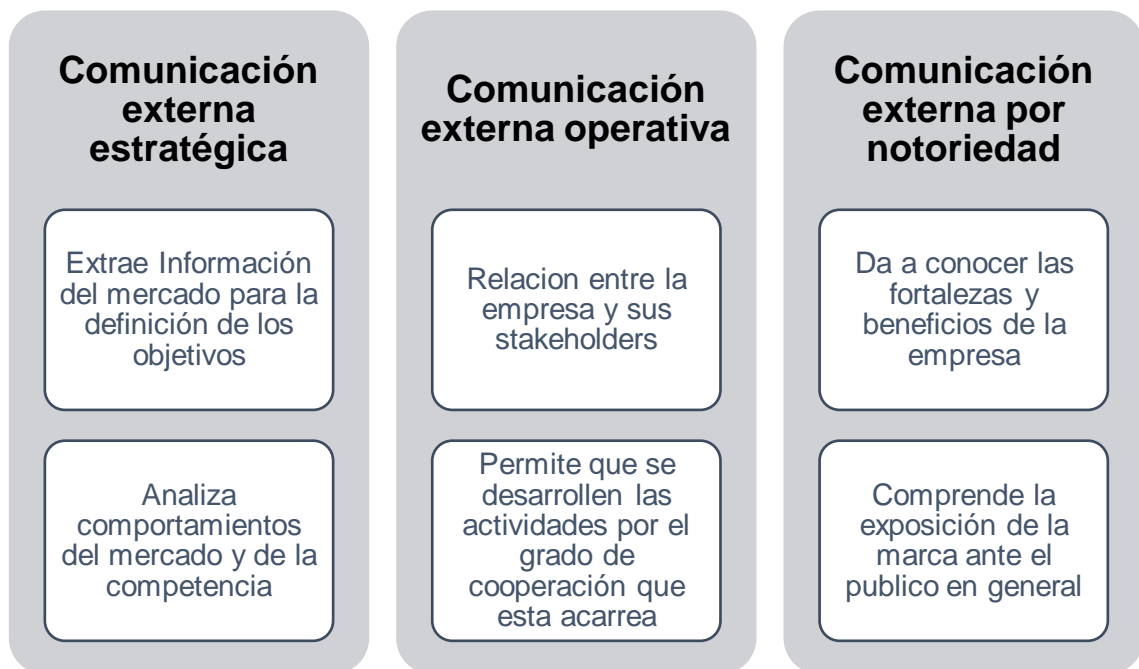 Comunicación
externa
estratégica
Extrae Información
del mercado para la
definición de los
objetivos
Analiza
comportamientos
del mercado y de la
competencia
Comunicación
externa operativa
Relacion entre la
empresa y sus
stakeholders
Permite que se
desarrollen las
actividades por el
grado de
cooperación que
esta acarrea
Comunicación
externa por
notoriedad
Da a conocer las
fortalezas y
beneficios de la
empresa
Comprende la
exposición de la
marca ante el
publico en general